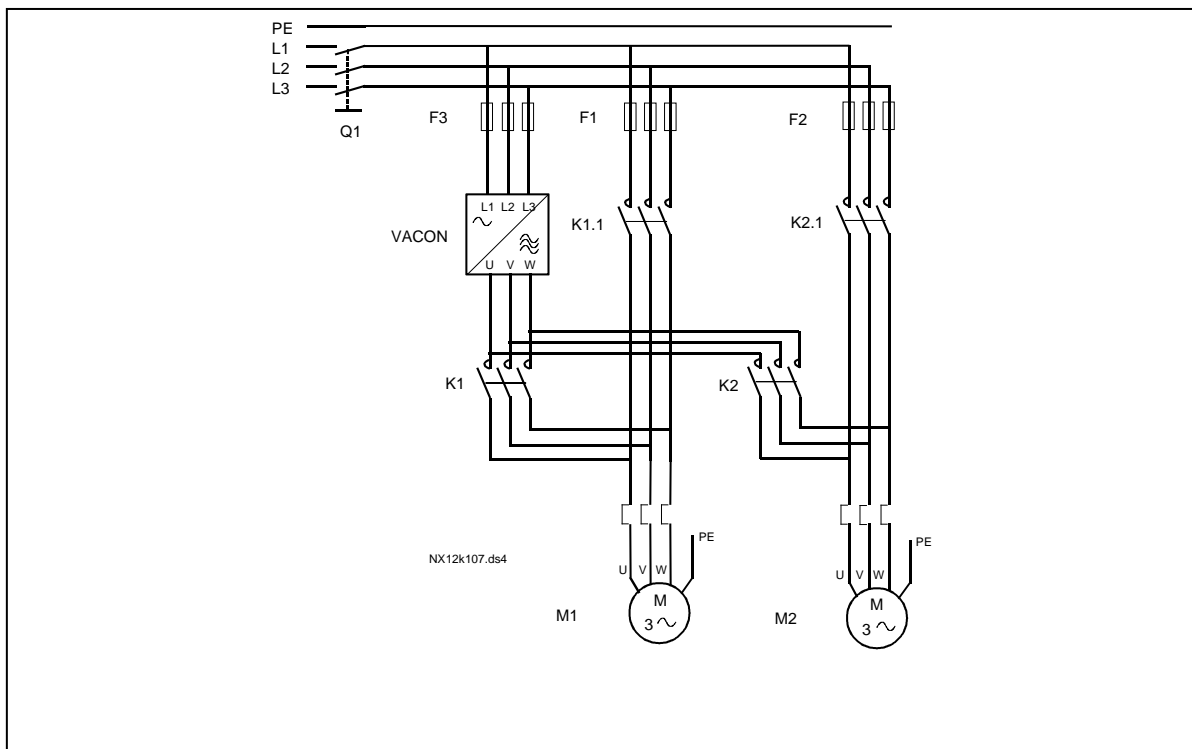 PE
L1
L2
L3
Q1
F3
F1
F2
L1 L2 L3
VACON
U V W
K1.1
K2.1
K1
K2
NX12k107.ds4
PE
U V W
M1
M
3
PE
U V W
M2
M
3